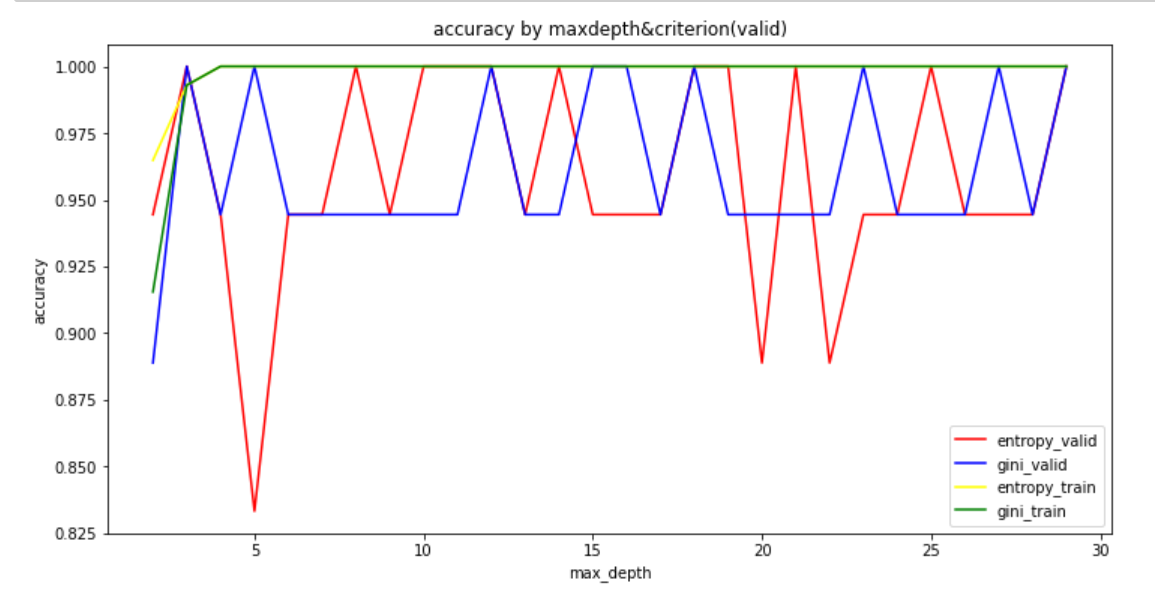 accuracy by maxdepth&criterion(valid)
1.000
0.975
0.950
0.925
0.900
0.875
0.850
0.825
accuracy
5
10
15
20
25
30
max_depth
entropy_valid
gini_valid
entropy_train
gini_train